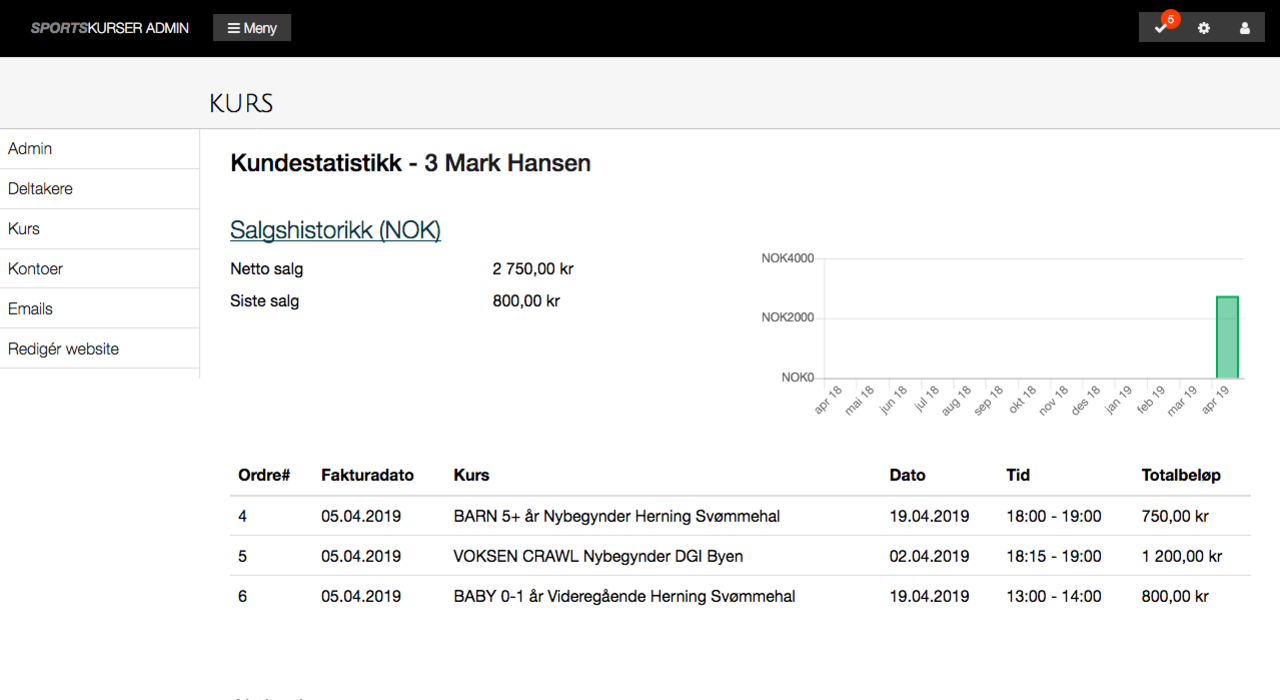 SPORTSKURSER ADMIN
Meny
5
KURS
Admin
Deltakere
Kurs
Kontoer
Emails
Redigér website
Kundestatistikk - 3 Mark Hansen
Salgshistorikk (NOK)
Netto salg 2 750,00 kr
Siste salg 800,00 kr
NOK4000
NOK2000
NOK0
apr 18 mai 18 jun 18 jul 18 aug 18 sep 18 okt 18 nov 18 des 18 jan 19 feb 19 mar 19 apr 19
Ordre# Fakturadato Kurs Dato Tid Totalbeløp
4 05.04.2019 BARN 5+ år Nybegynder Herning Svømmehal 19.04.2019 18:00 - 19:00 750,00 kr
5 05.04.2019 VOKSEN CRAWL Nybegynder DGI Byen 02.04.2019 18:15 - 19:00 1 200,00 kr
6 05.04.2019 BABY 0-1 år Videregående Herning Svømmehal 19.04.2019 13:00 - 14:00 800,00 kr